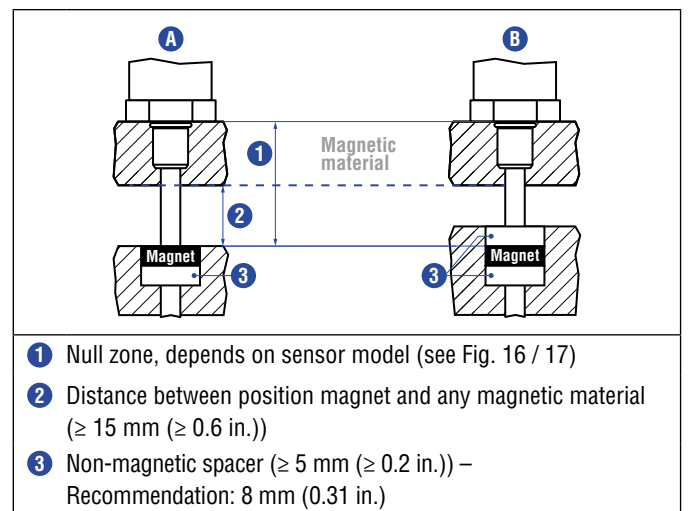 A
B
1
Magnetic
material
2
Magnet
Magnet
3
3
1 Null zone, depends on sensor model (see Fig. 16 / 17)
2 Distance between position magnet and any magnetic material
(≥ 15 mm (≥ 0.6 in.))
3 Non-magnetic spacer (≥ 5 mm (≥ 0.2 in.)) –
Recommendation: 8 mm (0.31 in.)